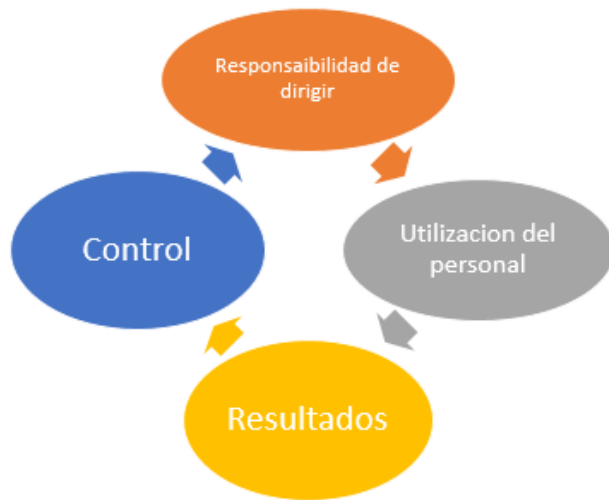 Responsaibilidad de
dirigir
Control
Utilizacion del
personal
Resultados